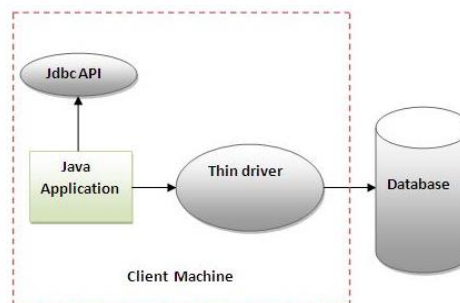 Jdbc API
Java
Application
Thin driver
Database
Client Machine